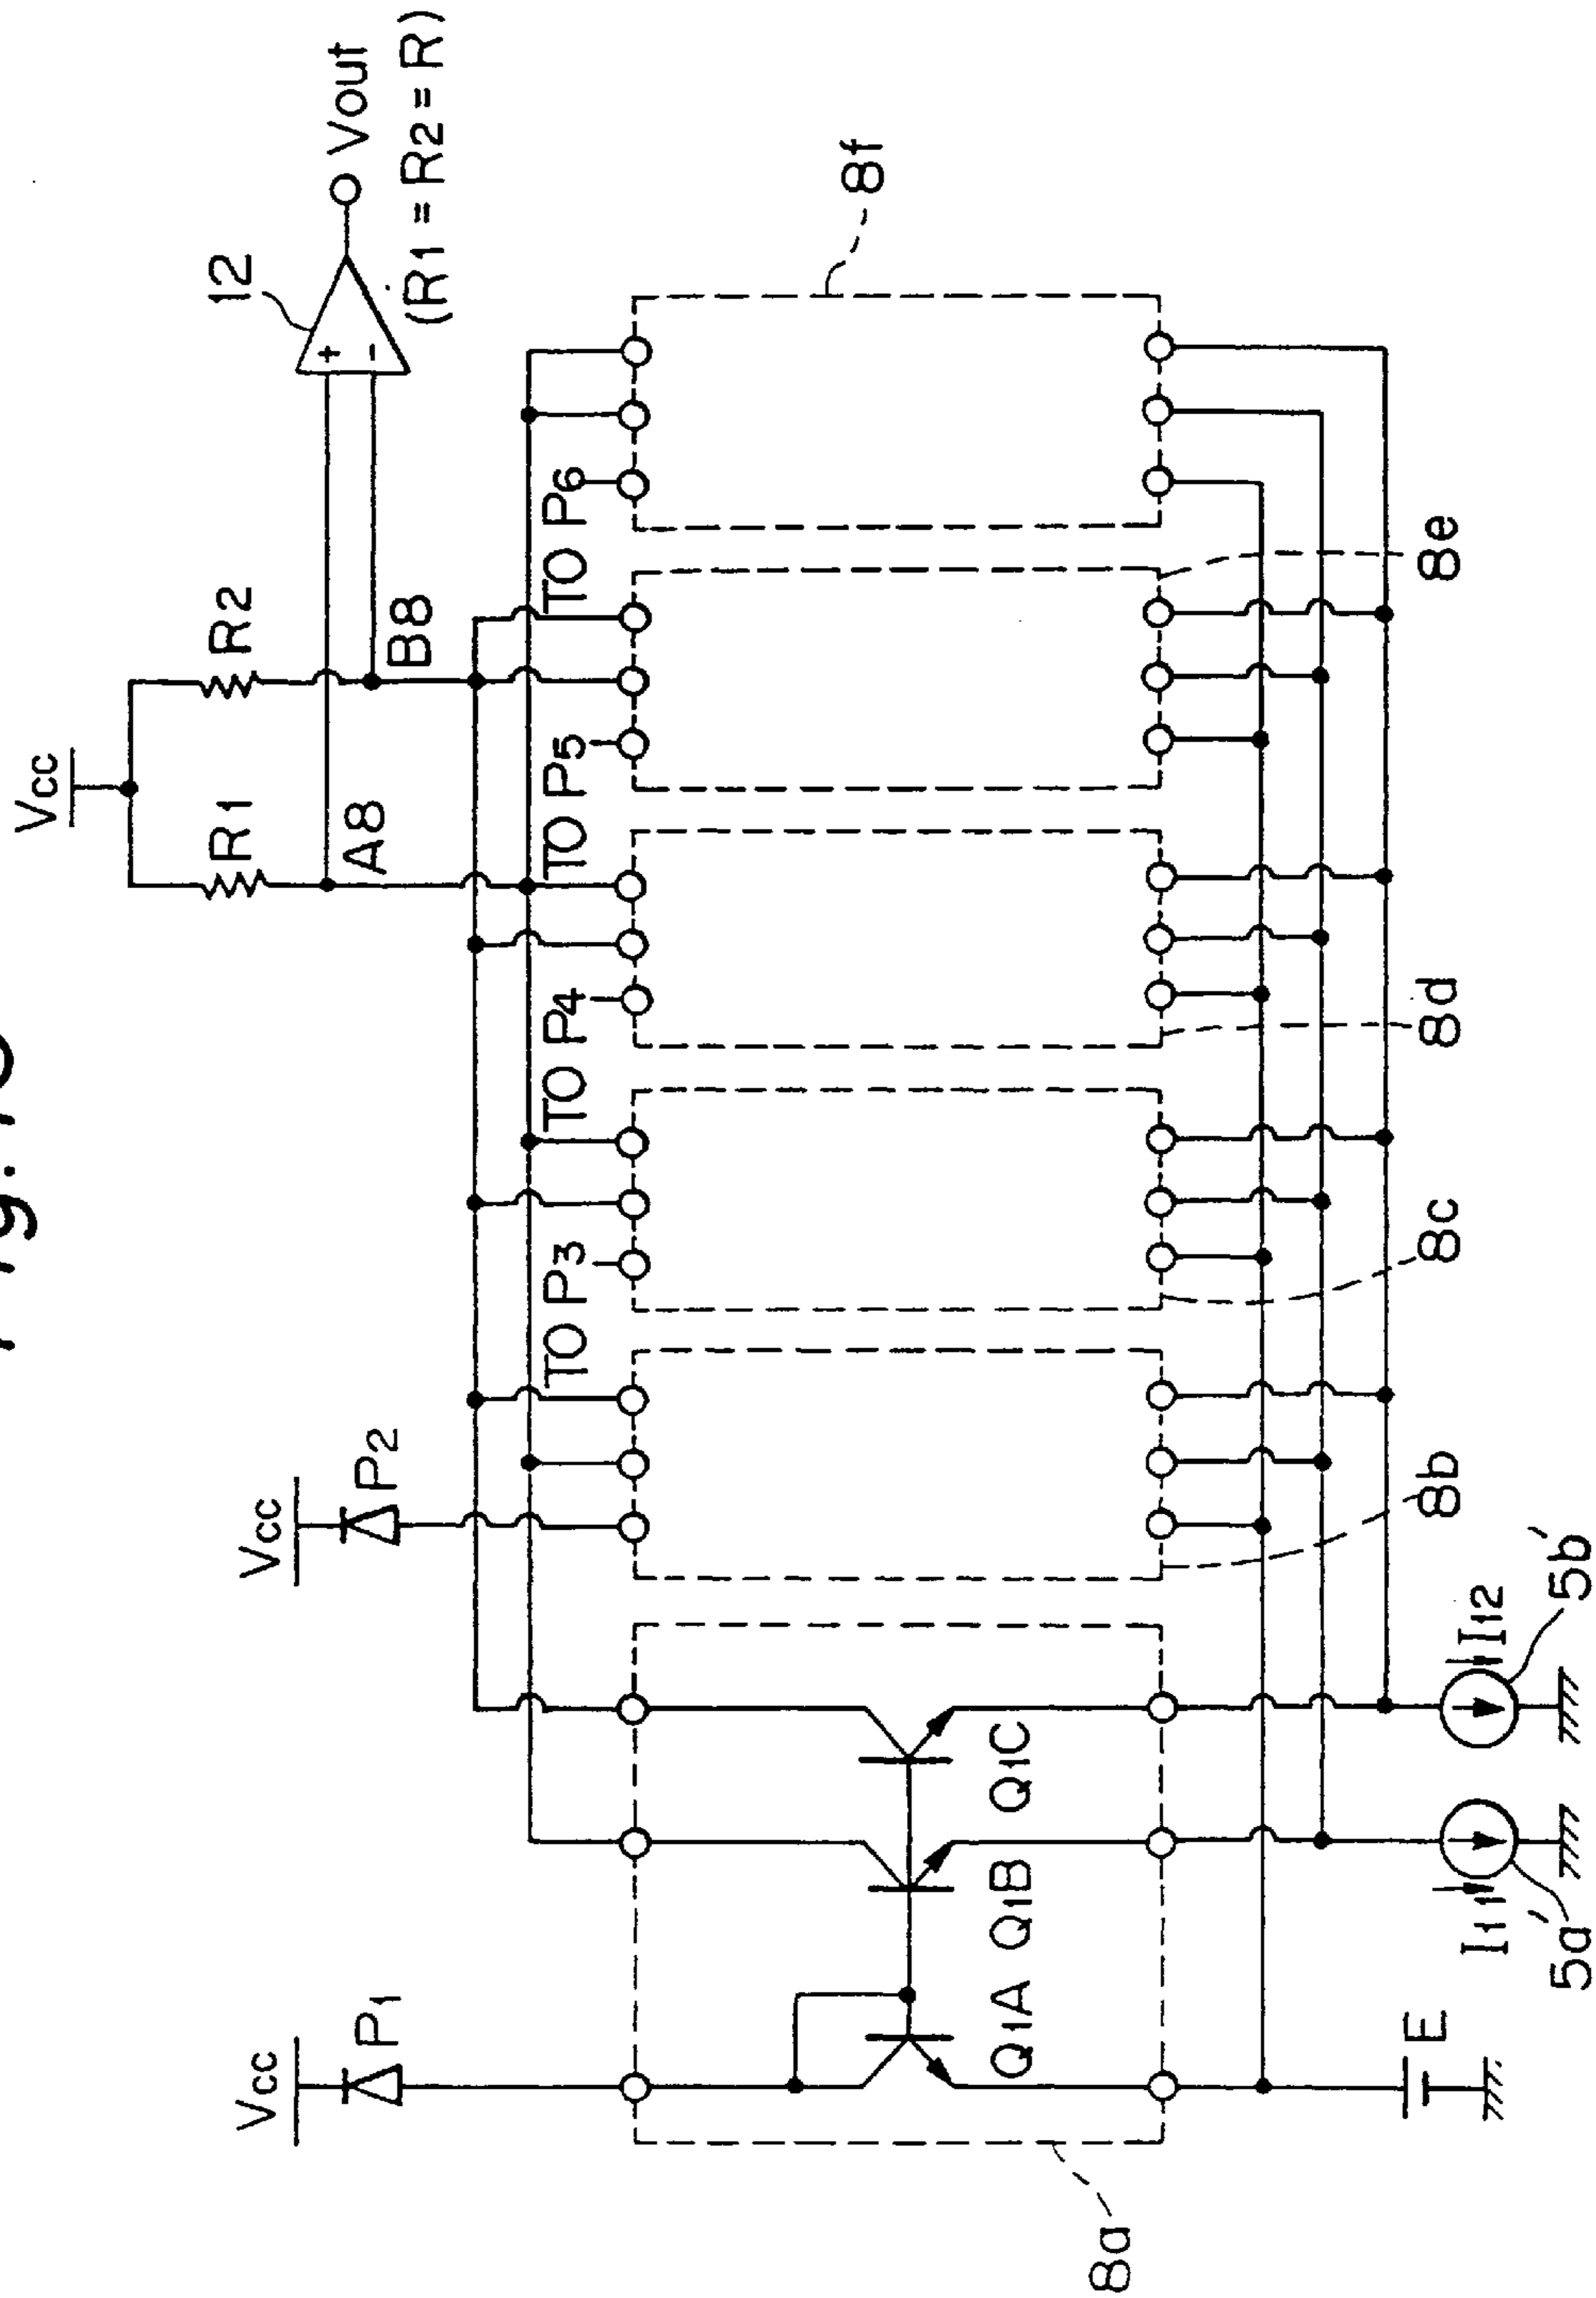 Vcc
12
Vout
(R1 = R2 = R)
R1
R2
A8
B8
8f
Vcc
P1
Vcc
P2
TO P3
TO P4
TO P5
TO P6
Q1A
Q1B
Q1C
8a
8b
8c
8d
8e
E
I11
5a'
I12
5b'